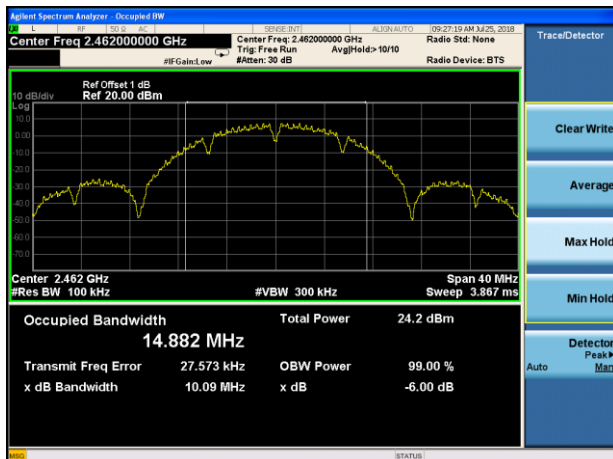 Agilent Spectrum Analyzer - Occupied BW
L RF 50 Ω AC SENSE:INT ALIGN AUTO 09:27:19 AM Jul 25, 2018
Center Freq 2.462000000 GHz
Center Freq: 2.462000000 GHz Radio Std: None
Trig: Free Run Avg|Hold:> 10/10
#IFGain:Low #Atten: 30 dB Radio Device: BTS
Trace/Detector
Ref Offset 1 dB
10 dB/div Ref 20.00 dBm
Log
10.0
0.00
-10.0
-20.0
-30.0
-40.0
-50.0
-60.0
-70.0
Clear Write
Average
Max Hold
Min Hold
Center 2.462 GHz Span 40 MHz
#Res BW 100 kHz #VBW 300 kHz Sweep 3.867 ms
Occupied Bandwidth Total Power 24.2 dBm
14.882 MHz
Transmit Freq Error 27.573 kHz OBW Power 99.00 %
x dB Bandwidth 10.09 MHz x dB -6.00 dB
Detector
Peak▶
Auto Man
MSG STATUS